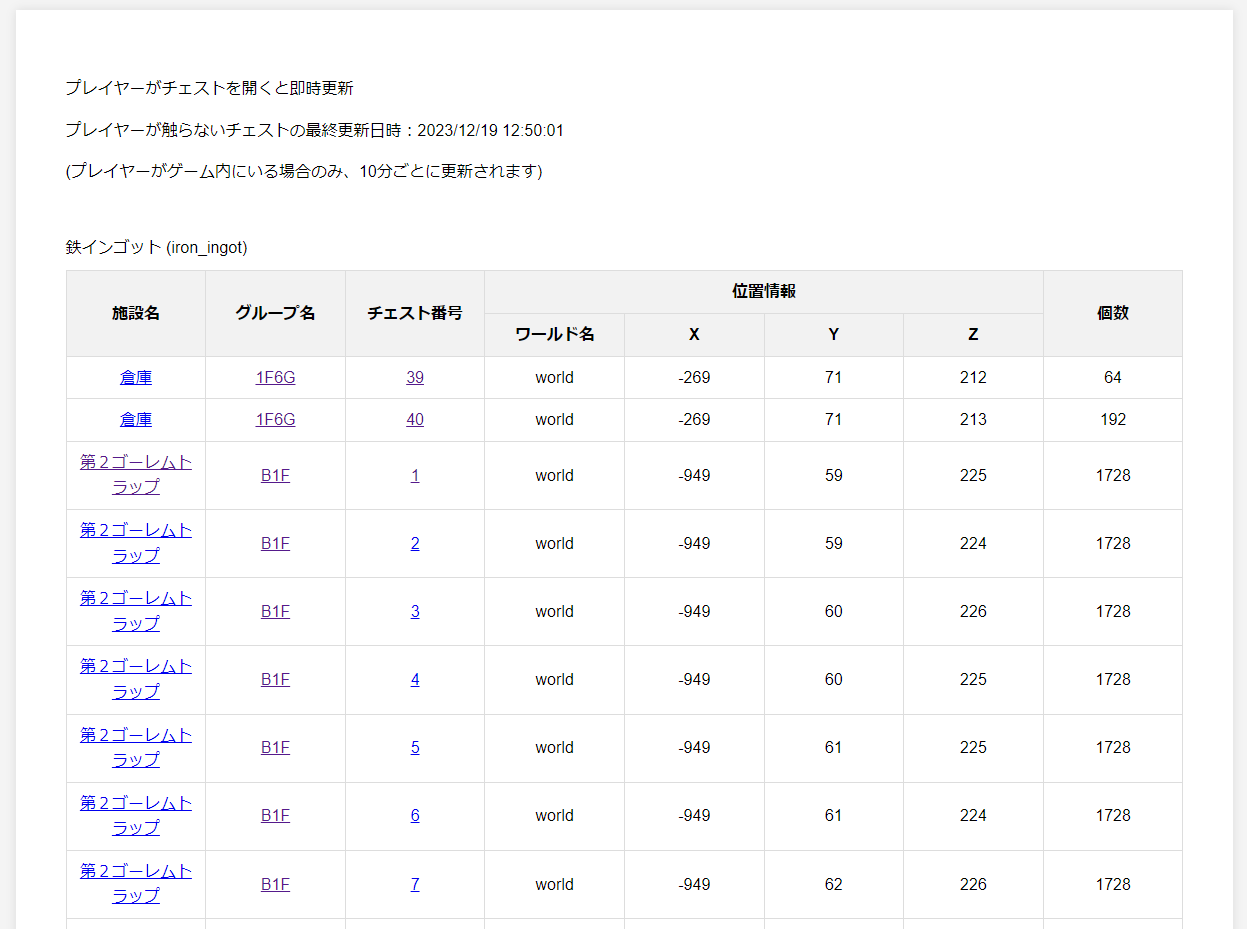 プレイヤーがチェストを開くと即時更新
プレイヤーが触らないチェストの最終更新日時：2023/12/19 12:50:01
(プレイヤーがゲーム内にいる場合のみ、10分ごとに更新されます)
鉄インゴット (iron_ingot)
施設名 グループ名 チェスト番号 位置情報 個数
ワールド名 X Y Z
倉庫 1F6G 39 world -269 71 212 64
倉庫 1F6G 40 world -269 71 213 192
第２ゴーレムト
ラップ B1F 1 world -949 59 225 1728
第２ゴーレムト
ラップ B1F 2 world -949 59 224 1728
第２ゴーレムト
ラップ B1F 3 world -949 60 226 1728
第２ゴーレムト
ラップ B1F 4 world -949 60 225 1728
第２ゴーレムト
ラップ B1F 5 world -949 61 225 1728
第２ゴーレムト
ラップ B1F 6 world -949 61 224 1728
第２ゴーレムト
ラップ B1F 7 world -949 62 226 1728